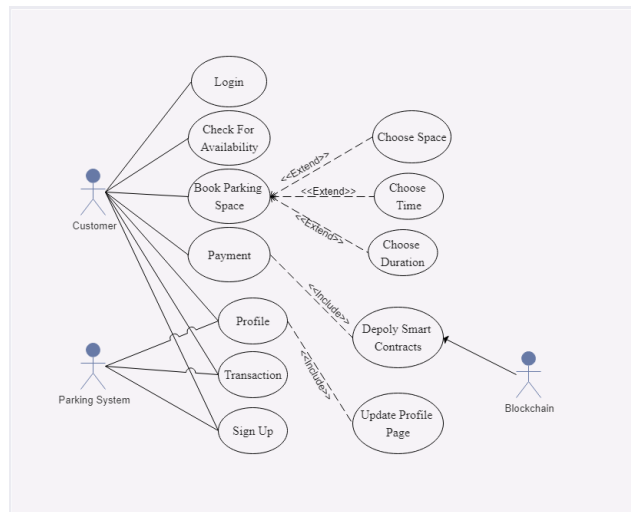 Login
Check For
Availability
Choose Space
<<Extend>>
Book Parking
Space
<<Extend>>
Choose
Time
<<Extend>>
Customer
Choose
Duration
Payment
<<Include>>
Profile
Depoly Smart
Contracts
<<Include>>
Transaction
Parking System
Blockchain
Update Profile
Page
Sign Up